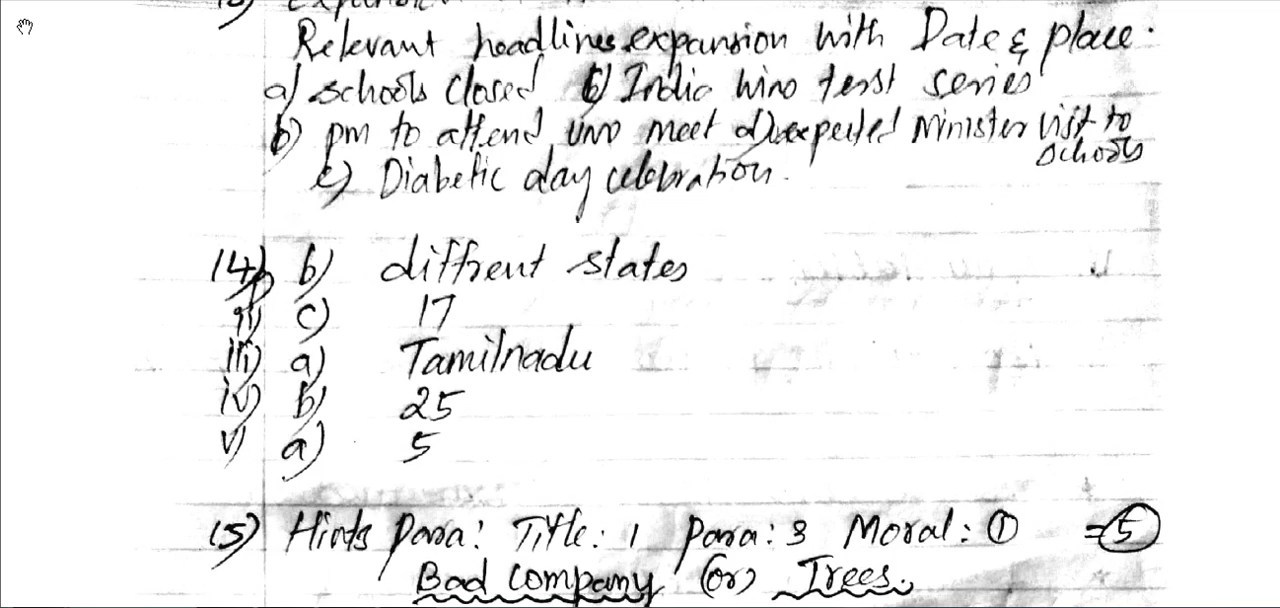 Relevant headlines expansion with Date & place.
a) schools closed b) India wins test series
b) pm to attend uno meet d) expected minister visit to schools
c) Diabetic day celebration.
14) i) b) diffrent states
ii) c) 17
iii) a) Tamilnadu
iv) b) 25
v) a) 5
15) Hints Para: Title: 1 Para: 3 Moral: 1 = 5
Bad company (or) Trees.